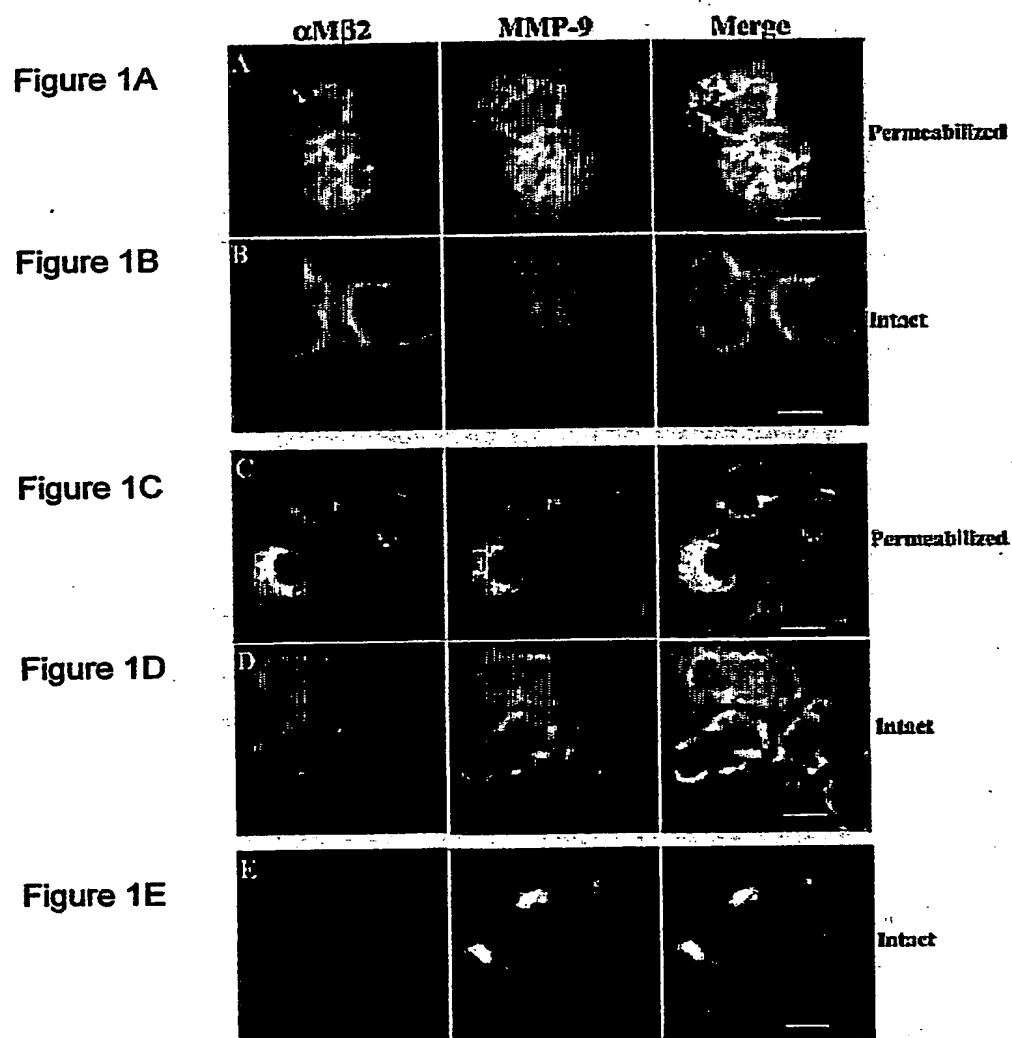 αMβ2 MMP-9 Merge
Figure 1A A Permeabilized
Figure 1B B Intact
Figure 1C C Permeabilized
Figure 1D D Intact
Figure 1E E Intact